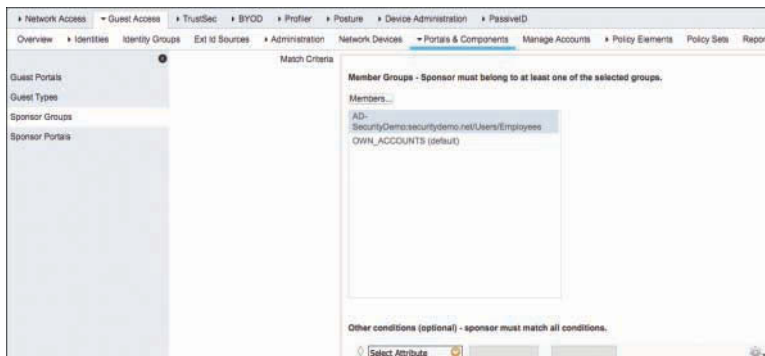 Network Access Guest Access TrustSec BYOD Profiler Posture Device Administration PassiveID
Overview Identities Identity Groups Ext Id Sources Administration Network Devices Portals & Components Manage Accounts Policy Elements Policy Sets Repor
Match Criteria
Guest Portals
Guest Types
Sponsor Groups
Sponsor Portals
Member Groups - Sponsor must belong to at least one of the selected groups.
Members...
AD-
SecurityDemo:securitydemo.net/Users/Employees
OWN_ACCOUNTS (default)
Other conditions (optional) - sponsor must match all conditions.
Select Attribute